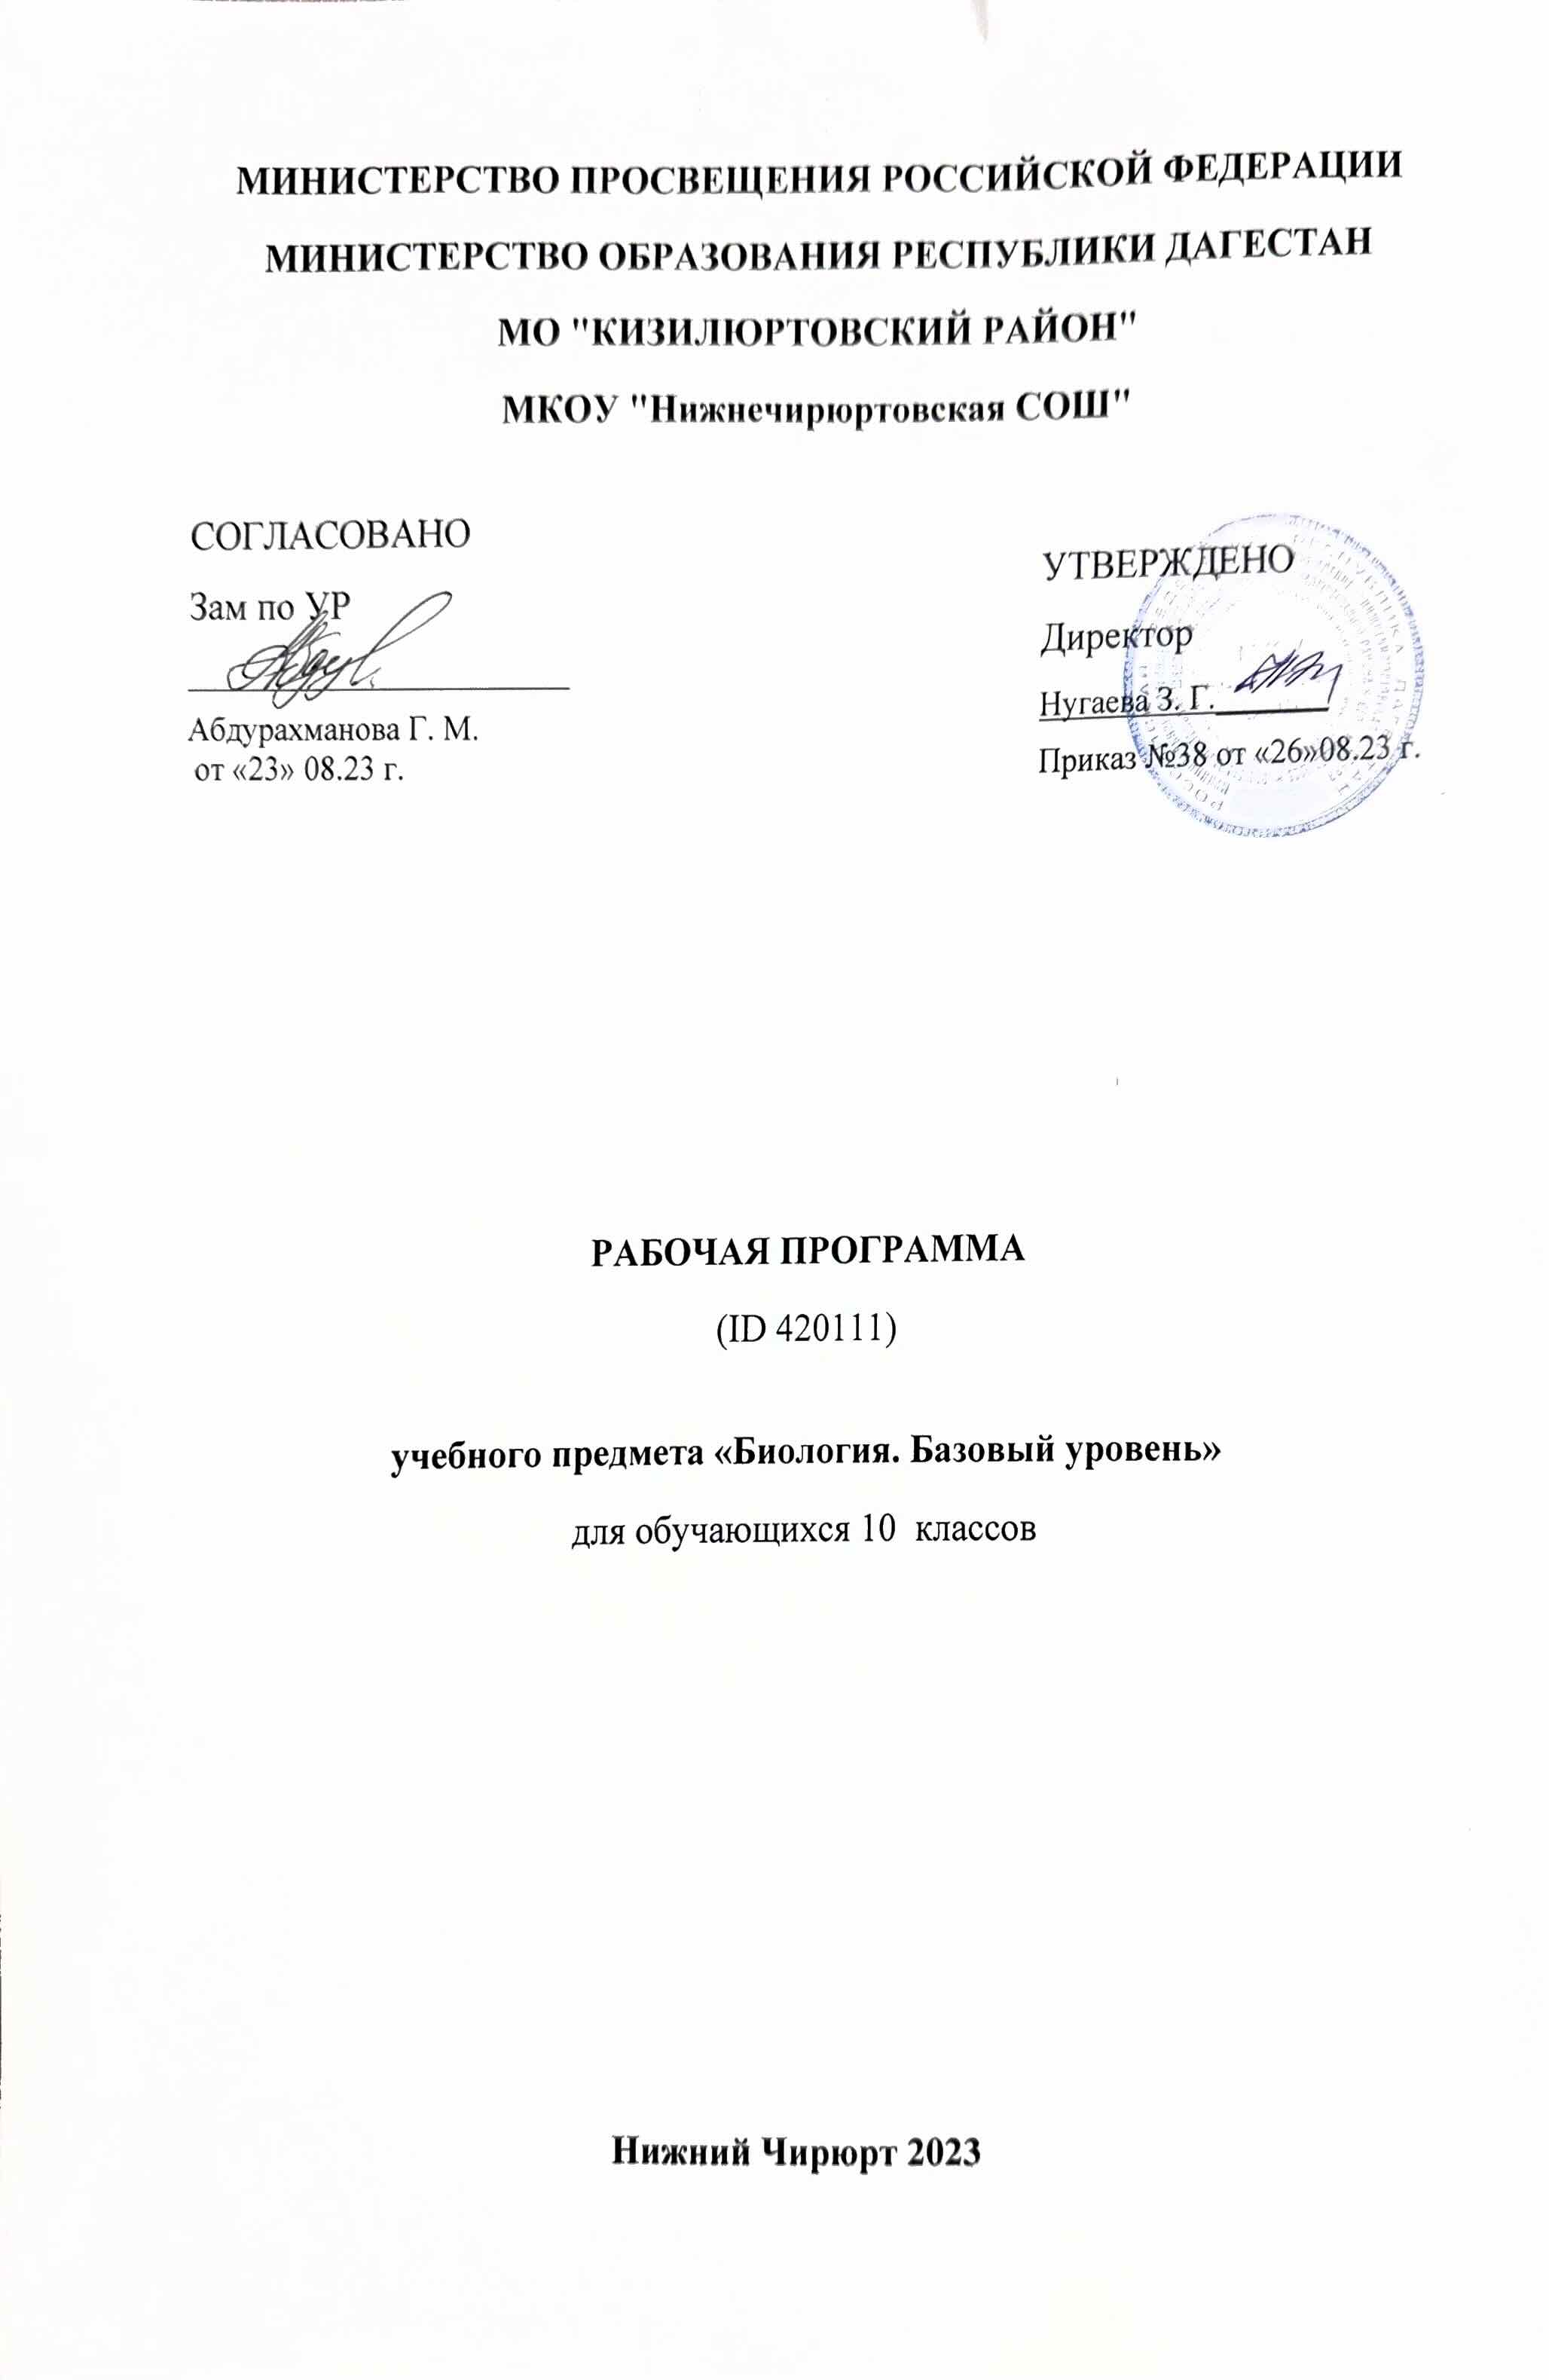 МИНИСТЕРСТВО ПРОСВЕЩЕНИЯ РОССИЙСКОЙ ФЕДЕРАЦИИ
МИНИСТЕРСТВО ОБРАЗОВАНИЯ РЕСПУБЛИКИ ДАГЕСТАН
МО "КИЗИЛЮРТОВСКИЙ РАЙОН"
МКОУ "Нижнечирюртовская СОШ"
СОГЛАСОВАНО
Зам по УР
Абдурахманова Г. М.
от «23» 08.23 г.
УТВЕРЖДЕНО
Директор
Нугаева З. Г.
Приказ №38 от «26»08.23 г.
РАБОЧАЯ ПРОГРАММА
(ID 420111)
учебного предмета «Биология. Базовый уровень»
для обучающихся 10 классов
Нижний Чирюрт 2023